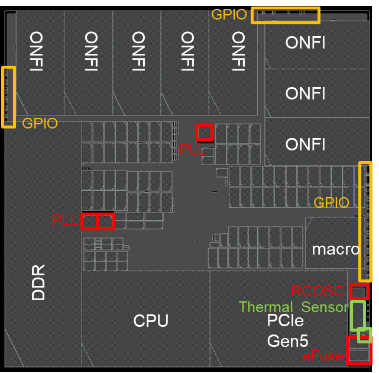 GPIO
ONFI
ONFI
ONFI
ONFI
ONFI
ONFI
ONFI
ONFI
GPIO
PLL
GPIO
PLL
macro
DDR
RCOSC
Thermal Sensor
CPU
PCIe
Gen5
eFuse